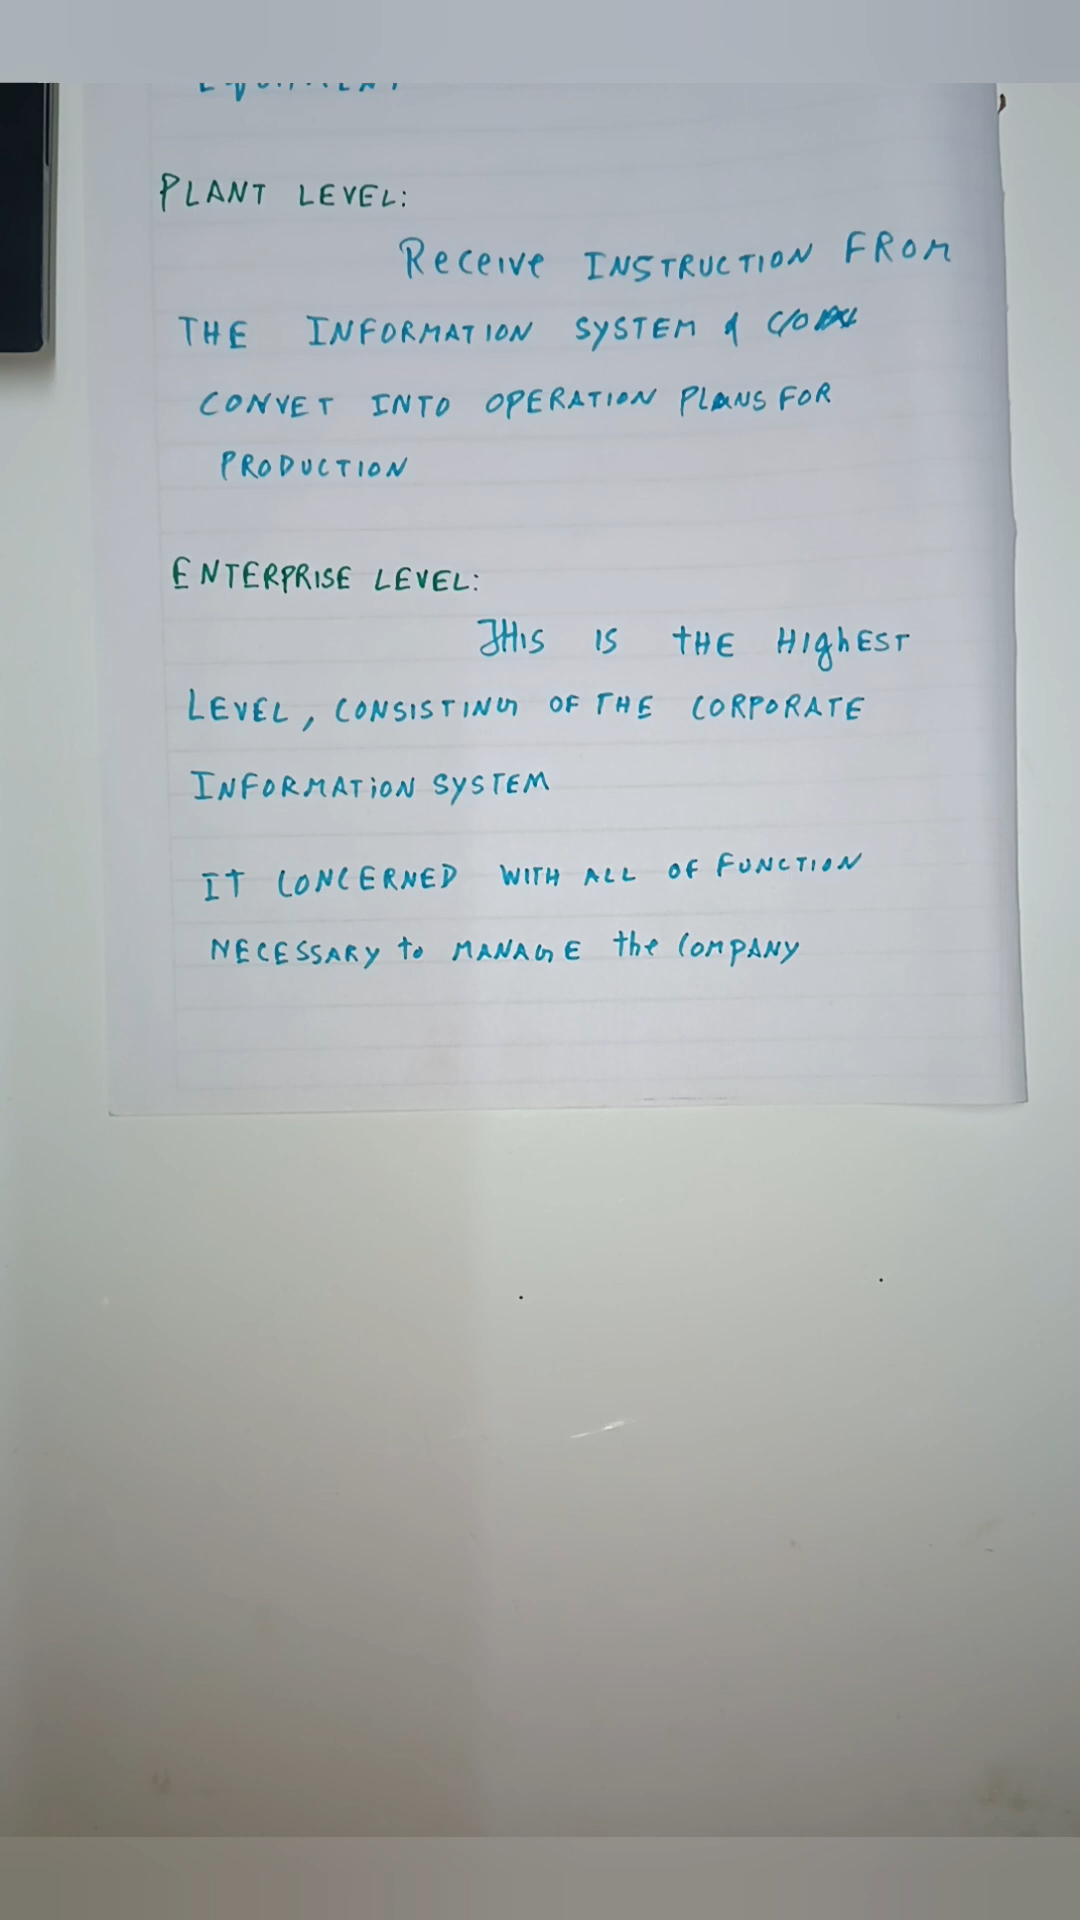 PLANT LEVEL:
Receive INSTRUCTION FROM
THE INFORMATION SYSTEM &
CONVET INTO OPERATION PLANS FOR
PRODUCTION
ENTERPRISE LEVEL:
THIS IS tHE HIghEST
LEVEL, CONSISTING OF THE CORPORATE
INFORMATiON SYSTEM
IT CONCERNED WITH ALL OF FUNCTION
NECESSARY to MANAGE the COMPANY